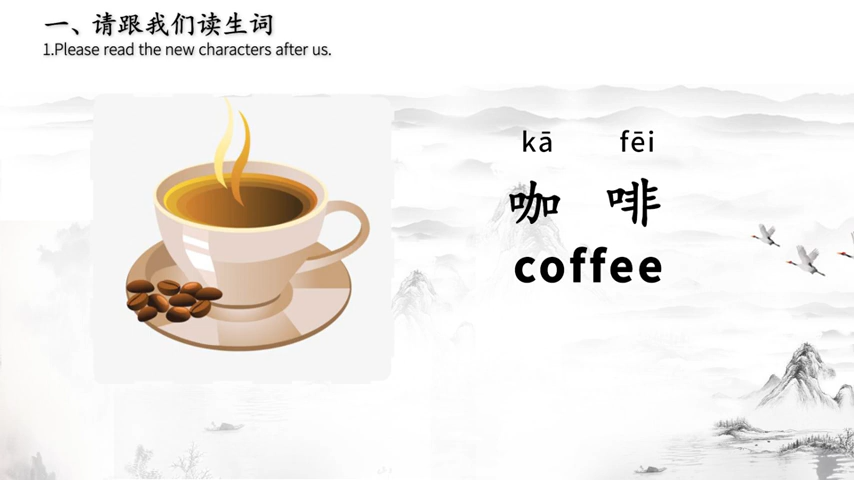 一、请跟我们读生词
1.Please read the new characters after us.
kā fēi
咖啡
coffee